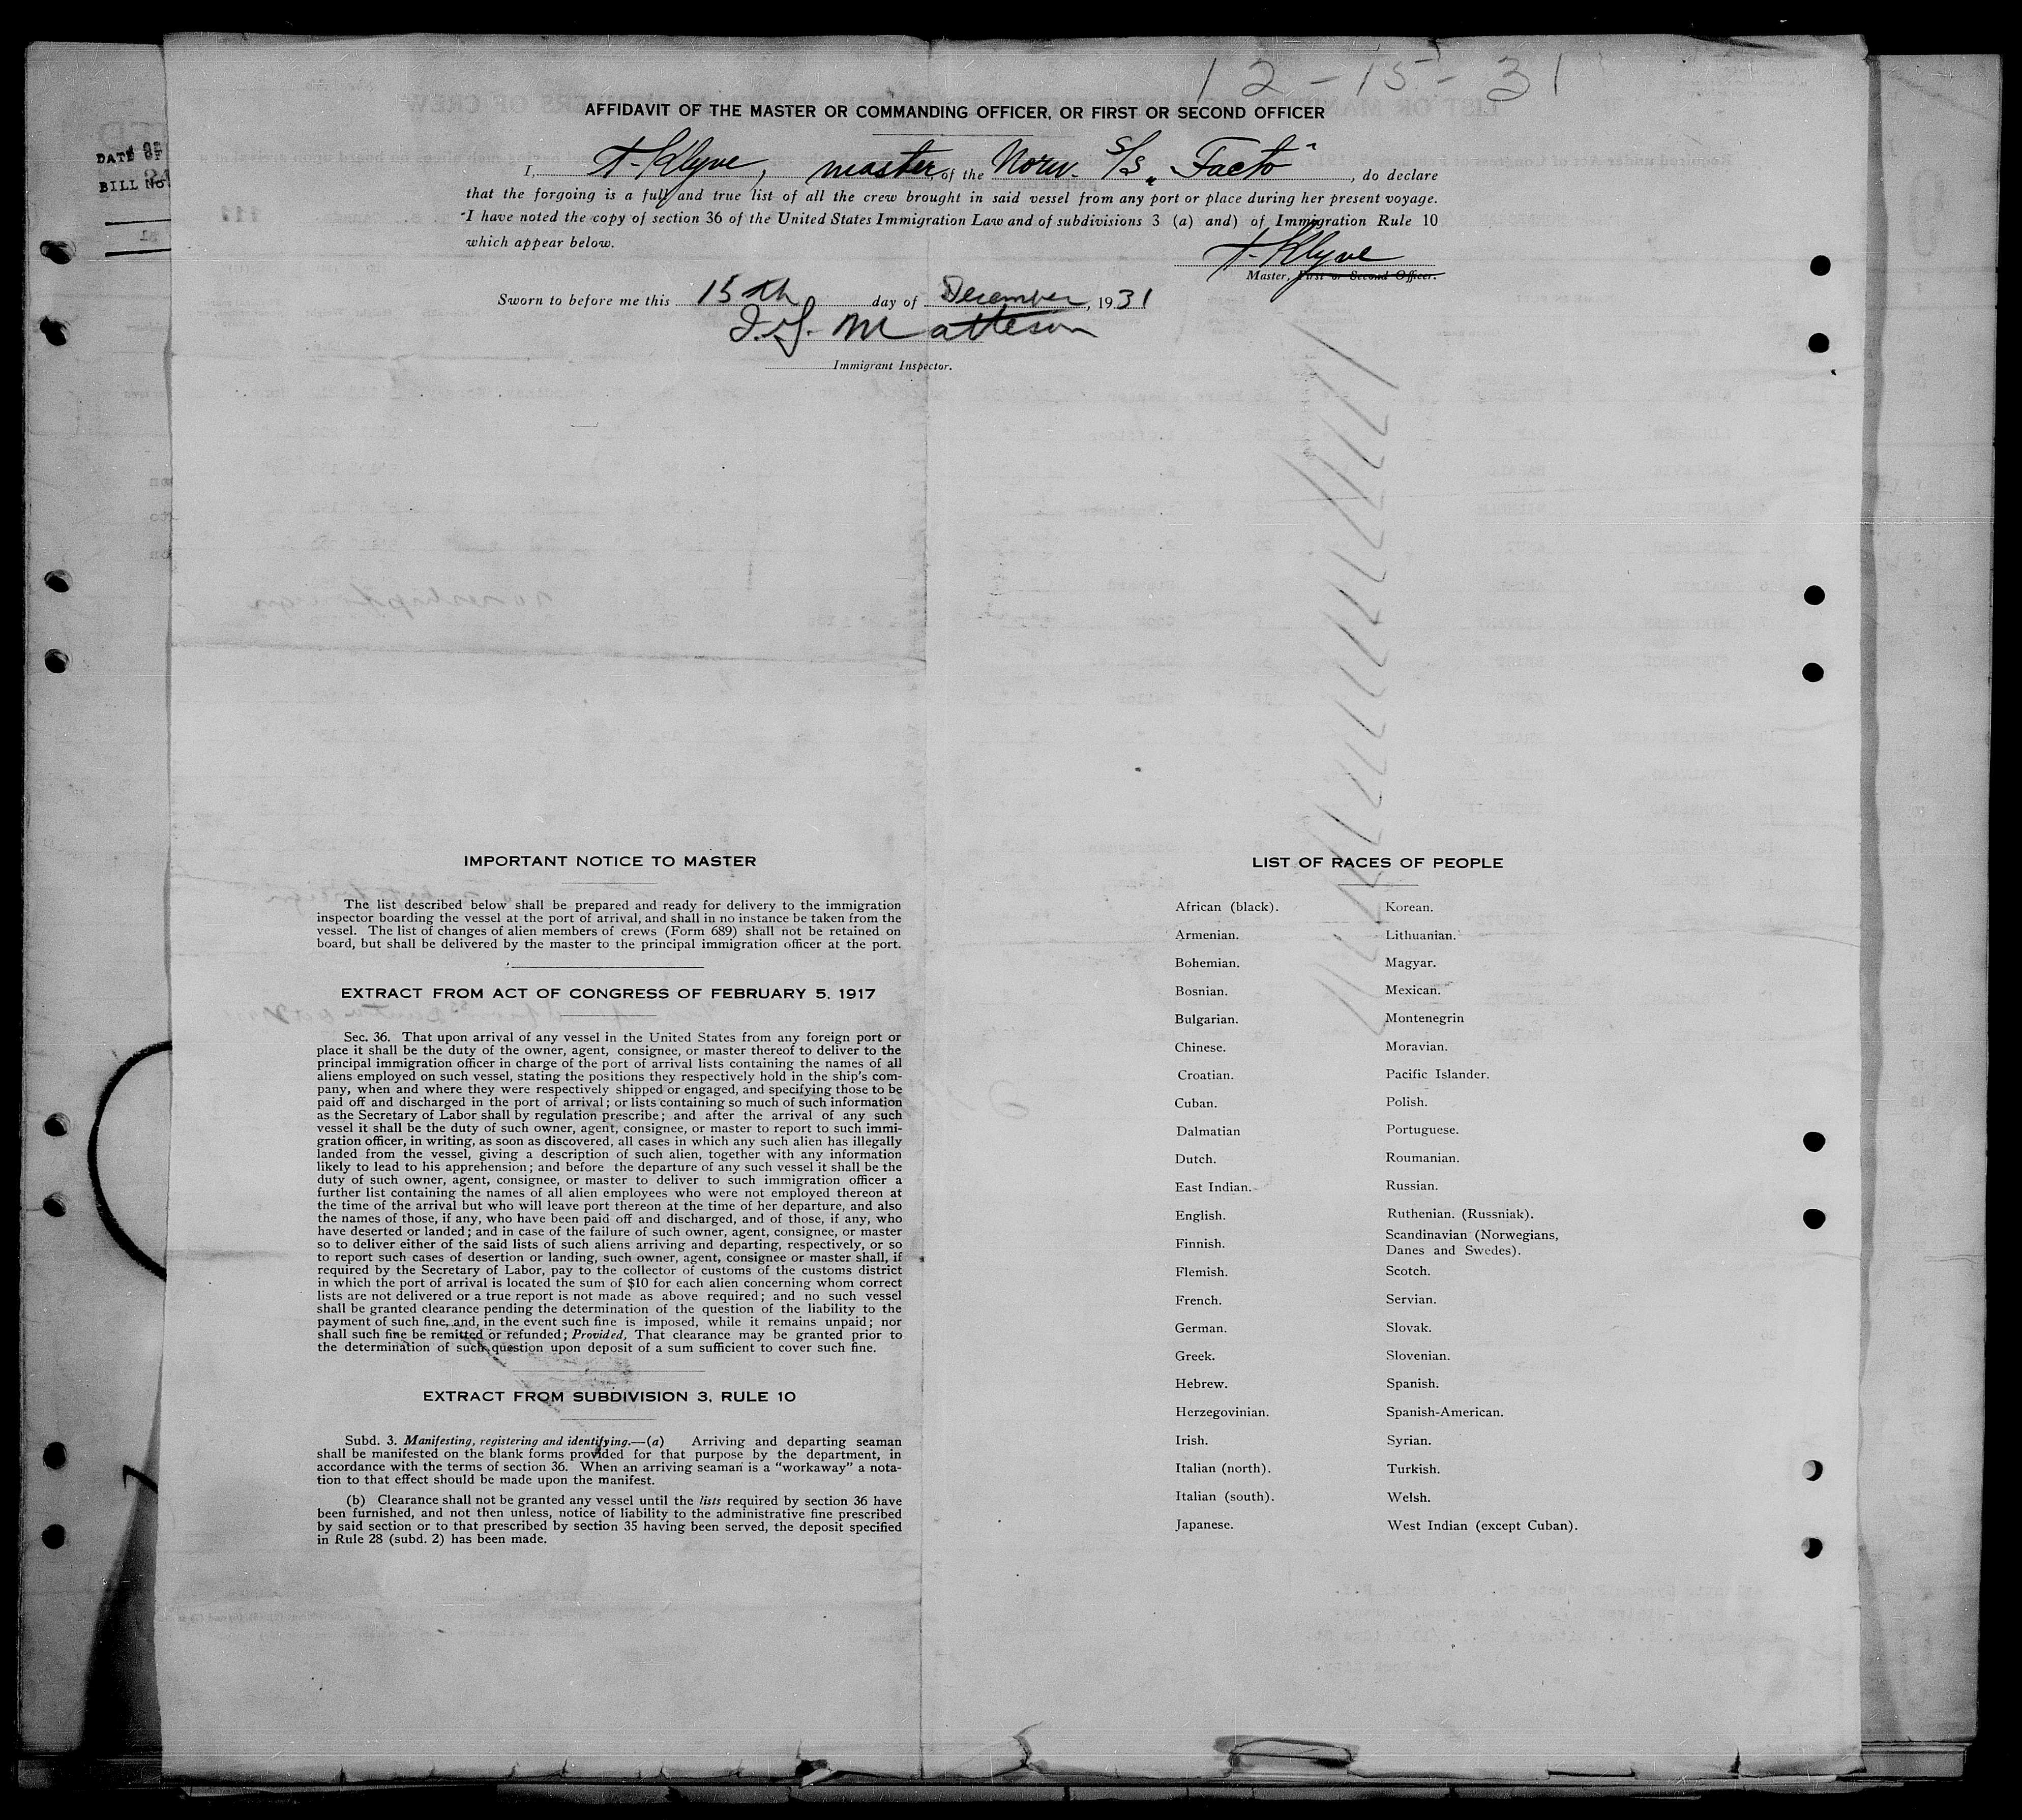 12-15-31
AFFIDAVIT OF THE MASTER OR COMMANDING OFFICER, OR FIRST OR SECOND OFFICER
DATE OF
BILL No.
I, T. Klyve, master, of the Norw. S/S „Facto", do declare
that the forgoing is a full and true list of all the crew brought in said vessel from any port or place during her present voyage.
I have noted the copy of section 36 of the United States Immigration Law and of subdivisions 3 (a) and) of Immigration Rule 10
which appear below.
T. Klyve
Master, First or Second Officer.
Sworn to before me this 15th day of December, 1931
Matteson
Immigrant Inspector.
IMPORTANT NOTICE TO MASTER
The list described below shall be prepared and ready for delivery to the immigration
inspector boarding the vessel at the port of arrival, and shall in no instance be taken from the
vessel. The list of changes of alien members of crews (Form 689) shall not be retained on
board, but shall be delivered by the master to the principal immigration officer at the port.
EXTRACT FROM ACT OF CONGRESS OF FEBRUARY 5, 1917
Sec. 36. That upon arrival of any vessel in the United States from any foreign port or
place it shall be the duty of the owner, agent, consignee, or master thereof to deliver to the
principal immigration officer in charge of the port of arrival lists containing the names of all
aliens employed on such vessel, stating the positions they respectively hold in the ship's com-
pany, when and where they were respectively shipped or engaged, and specifying those to be
paid off and discharged in the port of arrival; or lists containing so much of such information
as the Secretary of Labor shall by regulation prescribe; and after the arrival of any such
vessel it shall be the duty of such owner, agent, consignee, or master to report to such immi-
gration officer, in writing, as soon as discovered, all cases in which any such alien has illegally
landed from the vessel, giving a description of such alien, together with any information
likely to lead to his apprehension; and before the departure of any such vessel it shall be the
duty of such owner, agent, consignee, or master to deliver to such immigration officer a
further list containing the names of all alien employees who were not employed thereon at
the time of the arrival but who will leave port thereon at the time of her departure, and also
the names of those, if any, who have been paid off and discharged, and of those, if any, who
have deserted or landed; and in case of the failure of such owner, agent, consignee, or master
so to deliver either of the said lists of such aliens arriving and departing, respectively, or so
to report such cases of desertion or landing, such owner, agent, consignee or master shall, if
required by the Secretary of Labor, pay to the collector of customs of the customs district
in which the port of arrival is located the sum of $10 for each alien concerning whom correct
lists are not delivered or a true report is not made as above required; and no such vessel
shall be granted clearance pending the determination of the question of the liability to the
payment of such fine, and, in the event such fine is imposed, while it remains unpaid; nor
shall such fine be remitted or refunded; Provided, That clearance may be granted prior to
the determination of such question upon deposit of a sum sufficient to cover such fine.
EXTRACT FROM SUBDIVISION 3, RULE 10
Subd. 3. Manifesting, registering and identifying.—(a) Arriving and departing seaman
shall be manifested on the blank forms provided for that purpose by the department, in
accordance with the terms of section 36. When an arriving seaman is a "workaway" a nota-
tion to that effect should be made upon the manifest.
(b) Clearance shall not be granted any vessel until the lists required by section 36 have
been furnished, and not then unless, notice of liability to the administrative fine prescribed
by said section or to that prescribed by section 35 having been served, the deposit specified
in Rule 28 (subd. 2) has been made.
LIST OF RACES OF PEOPLE
African (black).
Armenian.
Bohemian.
Bosnian.
Bulgarian.
Chinese.
Croatian.
Cuban.
Dalmatian
Dutch.
East Indian.
English.
Finnish.
Flemish.
French.
German.
Greek.
Hebrew.
Herzegovinian.
Irish.
Italian (north).
Italian (south).
Japanese.
Korean.
Lithuanian.
Magyar.
Mexican.
Montenegrin
Moravian.
Pacific Islander.
Polish.
Portuguese.
Roumanian.
Russian.
Ruthenian. (Russniak).
Scandinavian (Norwegians,
Danes and Swedes).
Scotch.
Servian.
Slovak.
Slovenian.
Spanish.
Spanish-American.
Syrian.
Turkish.
Welsh.
West Indian (except Cuban).